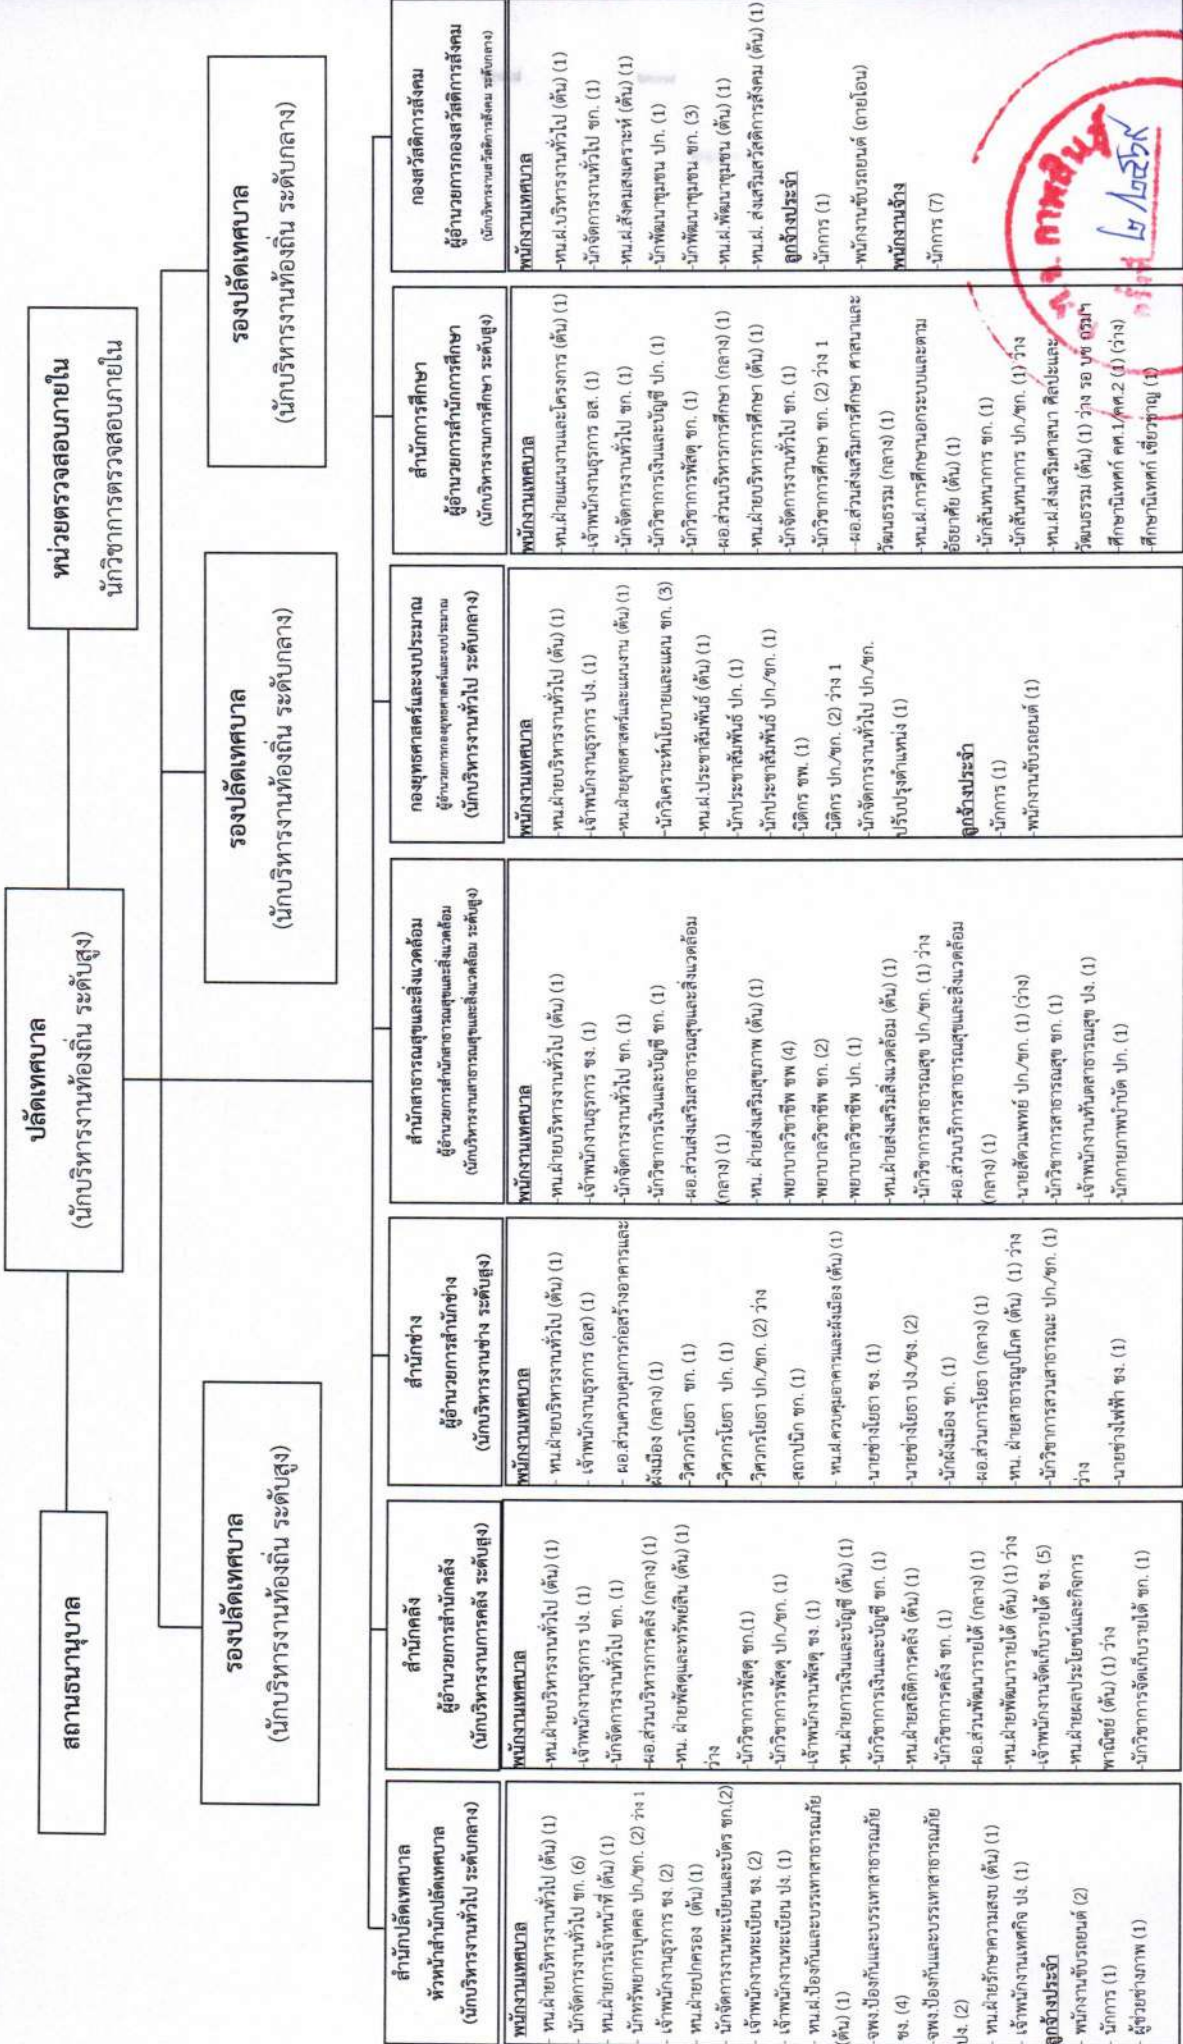 ปลัดเทศบาล
(นักบริหารงานท้องถิ่น ระดับสูง)
สถานธนานุบาล
หน่วยตรวจสอบภายใน
นักวิชาการตรวจสอบภายใน
รองปลัดเทศบาล
(นักบริหารงานท้องถิ่น ระดับสูง)
รองปลัดเทศบาล
(นักบริหารงานท้องถิ่น ระดับกลาง)
รองปลัดเทศบาล
(นักบริหารงานท้องถิ่น ระดับกลาง)
สำนักปลัดเทศบาล
หัวหน้าสำนักปลัดเทศบาล
(นักบริหารงานทั่วไป ระดับกลาง)
พนักงานเทศบาล
- หน.ฝ่ายบริหารงานทั่วไป (ต้น) (1)
- นักจัดการงานทั่วไป ชก. (6)
- หน.ฝ่ายการเจ้าหน้าที่ (ต้น) (1)
- นักทรัพยากรบุคคล ปก./ชก. (2) ว่าง 1
- เจ้าพนักงานธุรการ ชง. (2)
- หน.ฝ่ายปกครอง (ต้น) (1)
- นักจัดการงานทะเบียนและบัตร ชก.(2)
- เจ้าพนักงานทะเบียน ชง. (2)
- เจ้าพนักงานทะเบียน ปง. (1)
- หน.ฝ.ป้องกันและบรรเทาสาธารณภัย
(ต้น) (1)
-จพง.ป้องกันและบรรเทาสาธารณภัย
ชง. (4)
-จพง.ป้องกันและบรรเทาสาธารณภัย
ปง. (2)
- หน.ฝ่ายรักษาความสงบ (ต้น) (1)
- เจ้าพนักงานเทศกิจ ปง. (1)
ลูกจ้างประจำ
- พนักงานขับรถยนต์ (2)
- นักการ (1)
- ผู้ช่วยช่างภาพ (1)
สำนักคลัง
ผู้อำนวยการสำนักคลัง
(นักบริหารงานการคลัง ระดับสูง)
พนักงานเทศบาล
-หน.ฝ่ายบริหารงานทั่วไป (ต้น) (1)
-เจ้าพนักงานธุรการ ปง. (1)
-นักจัดการงานทั่วไป ชก. (1)
-ผอ.ส่วนบริหารการคลัง (กลาง) (1)
-หน. ฝ่ายพัสดุและทรัพย์สิน (ต้น) (1)
ว่าง
-นักวิชาการพัสดุ ชก.(1)
-นักวิชาการพัสดุ ปก./ชก. (1)
-เจ้าพนักงานพัสดุ ชง. (1)
-หน.ฝ่ายการเงินและบัญชี (ต้น) (1)
-นักวิชาการเงินและบัญชี ชก. (1)
-หน.ฝ่ายสถิติการคลัง (ต้น) (1)
-นักวิชาการคลัง ชก. (1)
-ผอ.ส่วนพัฒนารายได้ (กลาง) (1)
-หน.ฝ่ายพัฒนารายได้ (ต้น) (1) ว่าง
-เจ้าพนักงานจัดเก็บรายได้ ชง. (5)
-หน.ฝ่ายผลประโยชน์และกิจการ
พาณิชย์ (ต้น) (1) ว่าง
-นักวิชาการจัดเก็บรายได้ ชก. (1)
สำนักช่าง
ผู้อำนวยการสำนักช่าง
(นักบริหารงานช่าง ระดับสูง)
พนักงานเทศบาล
- หน.ฝ่ายบริหารงานทั่วไป (ต้น) (1)
- เจ้าพนักงานธุรการ (อส) (1)
- ผอ.ส่วนควบคุมการก่อสร้างอาคารและ
ผังเมือง (กลาง) (1)
-วิศวกรโยธา ชก. (1)
-วิศวกรโยธา ปก. (1)
-วิศวกรโยธา ปก./ชก. (2) ว่าง
-สถาปนิก ชก. (1)
- หน.ฝ.ควบคุมอาคารและผังเมือง (ต้น) (1)
-นายช่างโยธา ชง. (1)
-นายช่างโยธา ปง./ชง. (2)
-นักผังเมือง ชก. (1)
-ผอ.ส่วนการโยธา (กลาง) (1)
-หน. ฝ่ายสาธารณูปโภค (ต้น) (1) ว่าง
-นักวิชาการสวนสาธารณะ ปก./ชก. (1)
ว่าง
-นายช่างไฟฟ้า ชง. (1)
สำนักสาธารณสุขและสิ่งแวดล้อม
ผู้อำนวยการสำนักสาธารณสุขและสิ่งแวดล้อม
(นักบริหารงานสาธารณสุขและสิ่งแวดล้อม ระดับสูง)
พนักงานเทศบาล
-หน.ฝ่ายบริหารงานทั่วไป (ต้น) (1)
-เจ้าพนักงานธุรการ ชง. (1)
-นักจัดการงานทั่วไป ชก. (1)
-นักวิชาการเงินและบัญชี ชก. (1)
-ผอ.ส่วนส่งเสริมสาธารณสุขและสิ่งแวดล้อม
(กลาง) (1)
-หน. ฝ่ายส่งเสริมสุขภาพ (ต้น) (1)
-พยาบาลวิชาชีพ ชพ (4)
-พยาบาลวิชาชีพ ชก. (2)
-พยาบาลวิชาชีพ ปก. (1)
-หน.ฝ่ายส่งเสริมสิ่งแวดล้อม (ต้น) (1)
-นักวิชาการสาธารณสุข ปก./ชก. (1) ว่าง
-ผอ.ส่วนบริการสาธารณสุขและสิ่งแวดล้อม
(กลาง) (1)
-นายสัตวแพทย์ ปก./ชก. (1) (ว่าง)
-นักวิชาการสาธารณสุข ชก. (1)
-เจ้าพนักงานทันตสาธารณสุข ปง. (1)
-นักกายภาพบำบัด ปก. (1)
กองยุทธศาสตร์และงบประมาณ
ผู้อำนวยการกองยุทธศาสตร์และงบประมาณ
(นักบริหารงานทั่วไป ระดับกลาง)
พนักงานเทศบาล
-หน.ฝ่ายบริหารงานทั่วไป (ต้น) (1)
-เจ้าพนักงานธุรการ ปง. (1)
-หน.ฝ่ายยุทธศาสตร์และแผนงาน (ต้น) (1)
-นักวิเคราะห์นโยบายและแผน ชก. (3)
-หน.ฝ.ประชาสัมพันธ์ (ต้น) (1)
-นักประชาสัมพันธ์ ปก. (1)
-นักประชาสัมพันธ์ ปก./ชก. (1)
-นิติกร ชพ. (1)
-นิติกร ปก./ชก. (2) ว่าง 1
-นักจัดการงานทั่วไป ปก./ชก.
ปรับปรุงตำแหน่ง (1)
ลูกจ้างประจำ
-นักการ (1)
-พนักงานขับรถยนต์ (1)
สำนักการศึกษา
ผู้อำนวยการสำนักการศึกษา
(นักบริหารงานการศึกษา ระดับสูง)
พนักงานเทศบาล
-หน.ฝ่ายแผนงานและโครงการ (ต้น) (1)
-เจ้าพนักงานธุรการ อส. (1)
-นักจัดการงานทั่วไป ชก. (1)
-นักวิชาการเงินและบัญชี ปก. (1)
-นักวิชาการพัสดุ ชก. (1)
-ผอ.ส่วนบริหารการศึกษา (กลาง) (1)
-หน.ฝ่ายบริหารการศึกษา (ต้น) (1)
-นักจัดการงานทั่วไป ชก. (1)
-นักวิชาการศึกษา ชก. (2) ว่าง 1
--ผอ.ส่วนส่งเสริมการศึกษา ศาสนาและ
วัฒนธรรม (กลาง) (1)
-หน.ฝ.การศึกษานอกระบบและตาม
อัธยาศัย (ต้น) (1)
-นักสันทนาการ ชก. (1)
-นักสันทนาการ ปก./ชก. (1) ว่าง
-หน.ฝ.ส่งเสริมศาสนา ศิลปะและ
วัฒนธรรม (ต้น) (1) ว่าง รอ บช กรมฯ
-ศึกษานิเทศก์ คศ.1/คศ.2 (1) (ว่าง)
-ศึกษานิเทศก์ เชี่ยวชาญ (1)
กองสวัสดิการสังคม
ผู้อำนวยการกองสวัสดิการสังคม
(นักบริหารงานสวัสดิการสังคม ระดับกลาง)
พนักงานเทศบาล
-หน.ฝ.บริหารงานทั่วไป (ต้น) (1)
-นักจัดการงานทั่วไป ชก. (1)
-หน.ฝ.สังคมสงเคราะห์ (ต้น) (1)
-นักพัฒนาชุมชน ปก. (1)
-นักพัฒนาชุมชน ชก. (3)
-หน.ฝ.พัฒนาชุมชน (ต้น) (1)
-หน.ฝ. ส่งเสริมสวัสดิการสังคม (ต้น) (1)
ลูกจ้างประจำ
-นักการ (1)
-พนักงานขับรถยนต์ (ถ่ายโอน)
พนักงานจ้าง
-นักการ (7)
กาฬสินธุ์
ครั้งที่ ๒/๒๕๖๙